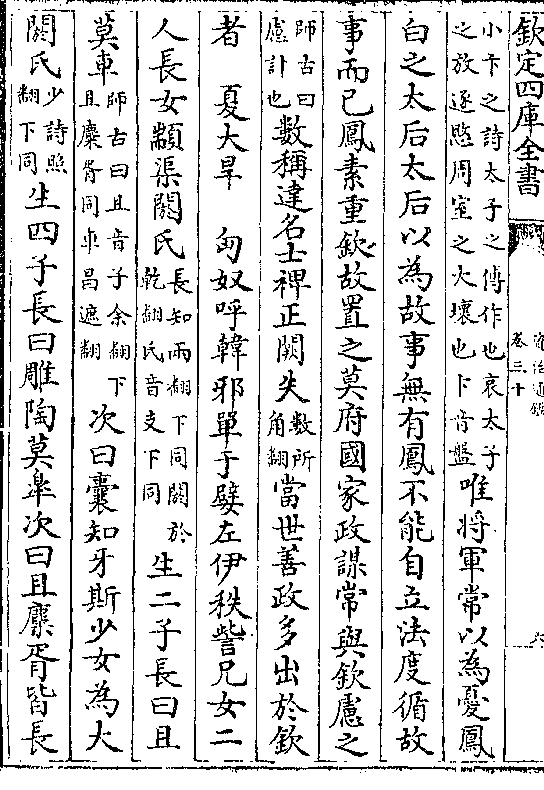 欽定四庫全書
資治通鑑
卷三十
六
小卞之詩太子之傅作也哀太子
之放逐愍周室之大壞也卞音盤
唯將軍常以為憂鳳
白之太后太后以為故事無有鳳不能自立法度循故
事而已鳳素重欽故置之莫府國家政謀常與欽慮之
師古曰
慮計也
數稱達名士裨正闕失
數所
角翻
當世善政多出於欽
者　夏大旱　匈奴呼韓邪單于嬖左伊秩訾兄女二
人長女顓渠閼氏
長知兩翻下同閼於
乾翻氏音支下同
生二子長曰且
莫車
師古曰且音子余翻下
且麋胥同車昌遮翻
次曰囊知牙斯少女為大
閼氏
少詩照
翻下同
生四子長曰雕陶莫臯次曰且麋胥皆長